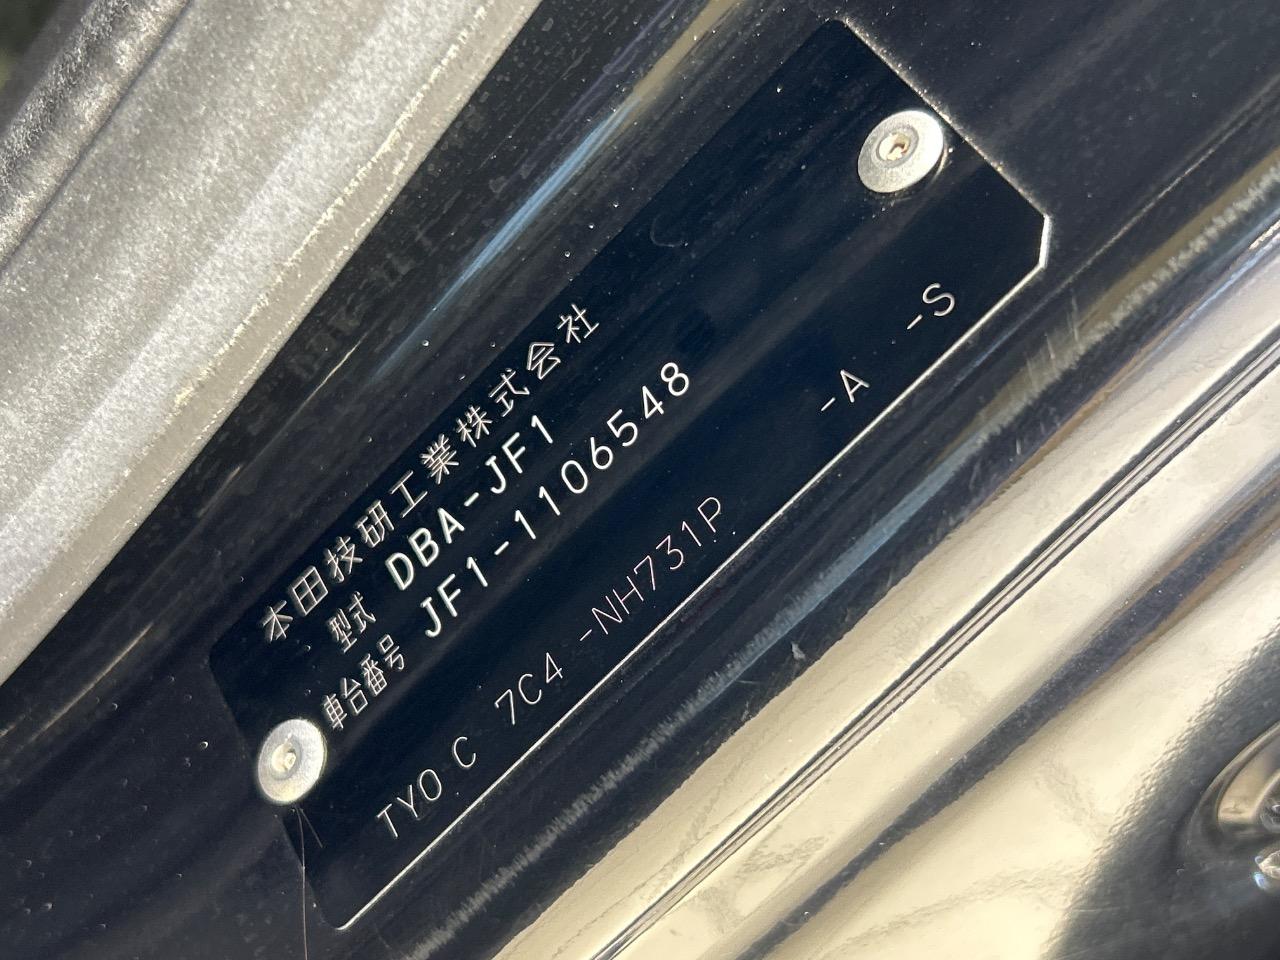 本田技研工業株式会社
型式 DBA-JF1
車台番号 JF1-1106548
TYO C 7C4 -NH731P -A -S